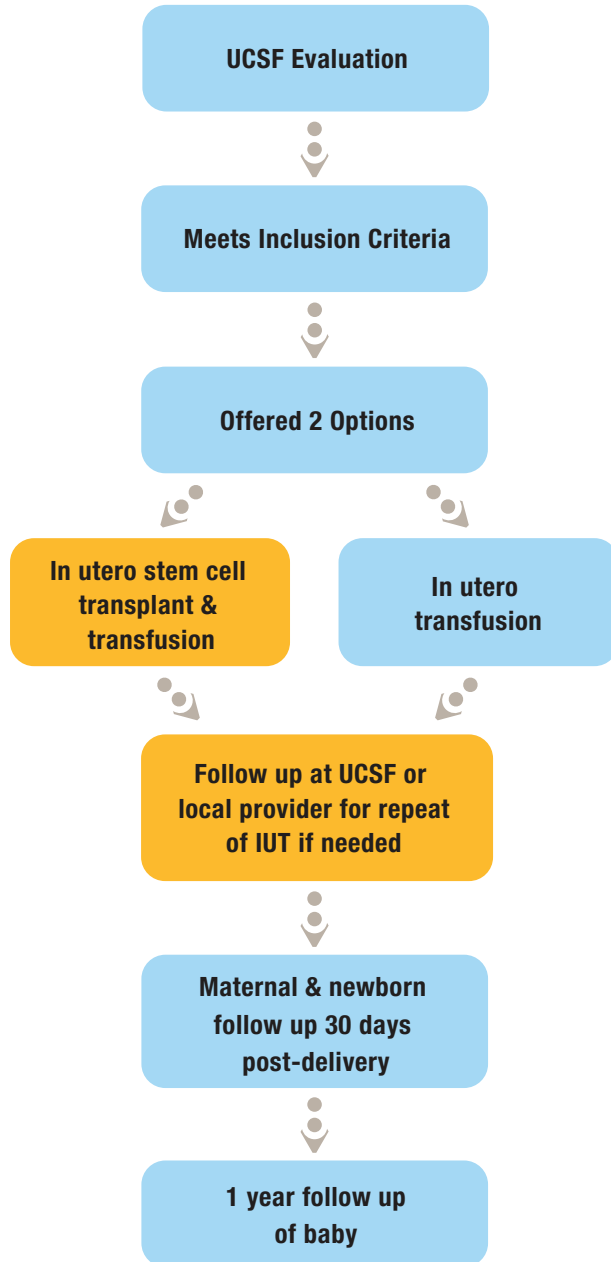 UCSF Evaluation
Meets Inclusion Criteria
Offered 2 Options
In utero stem cell
transplant &
transfusion
In utero
transfusion
Follow up at UCSF or
local provider for repeat
of IUT if needed
Maternal & newborn
follow up 30 days
post-delivery
1 year follow up
of baby